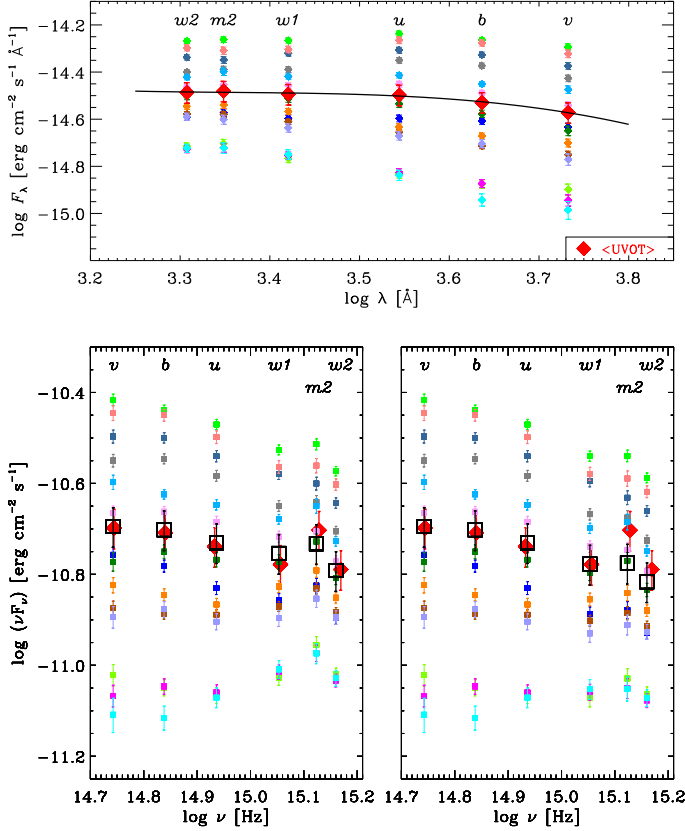 w2 m2 w1 u b v
−14.2
−14.4
−14.6
−14.8
−15.0
log F_λ [erg cm⁻² s⁻¹ Å⁻¹]
<UVOT>
3.2 3.3 3.4 3.5 3.6 3.7 3.8
log λ [Å]
v b u w1 w2
m2
v b u w1 w2
m2
−10.4
−10.6
−10.8
−11.0
−11.2
log (νF_ν) [erg cm⁻² s⁻¹]
14.7 14.8 14.9 15.0 15.1 15.2
log ν [Hz]
14.7 14.8 14.9 15.0 15.1 15.2
log ν [Hz]